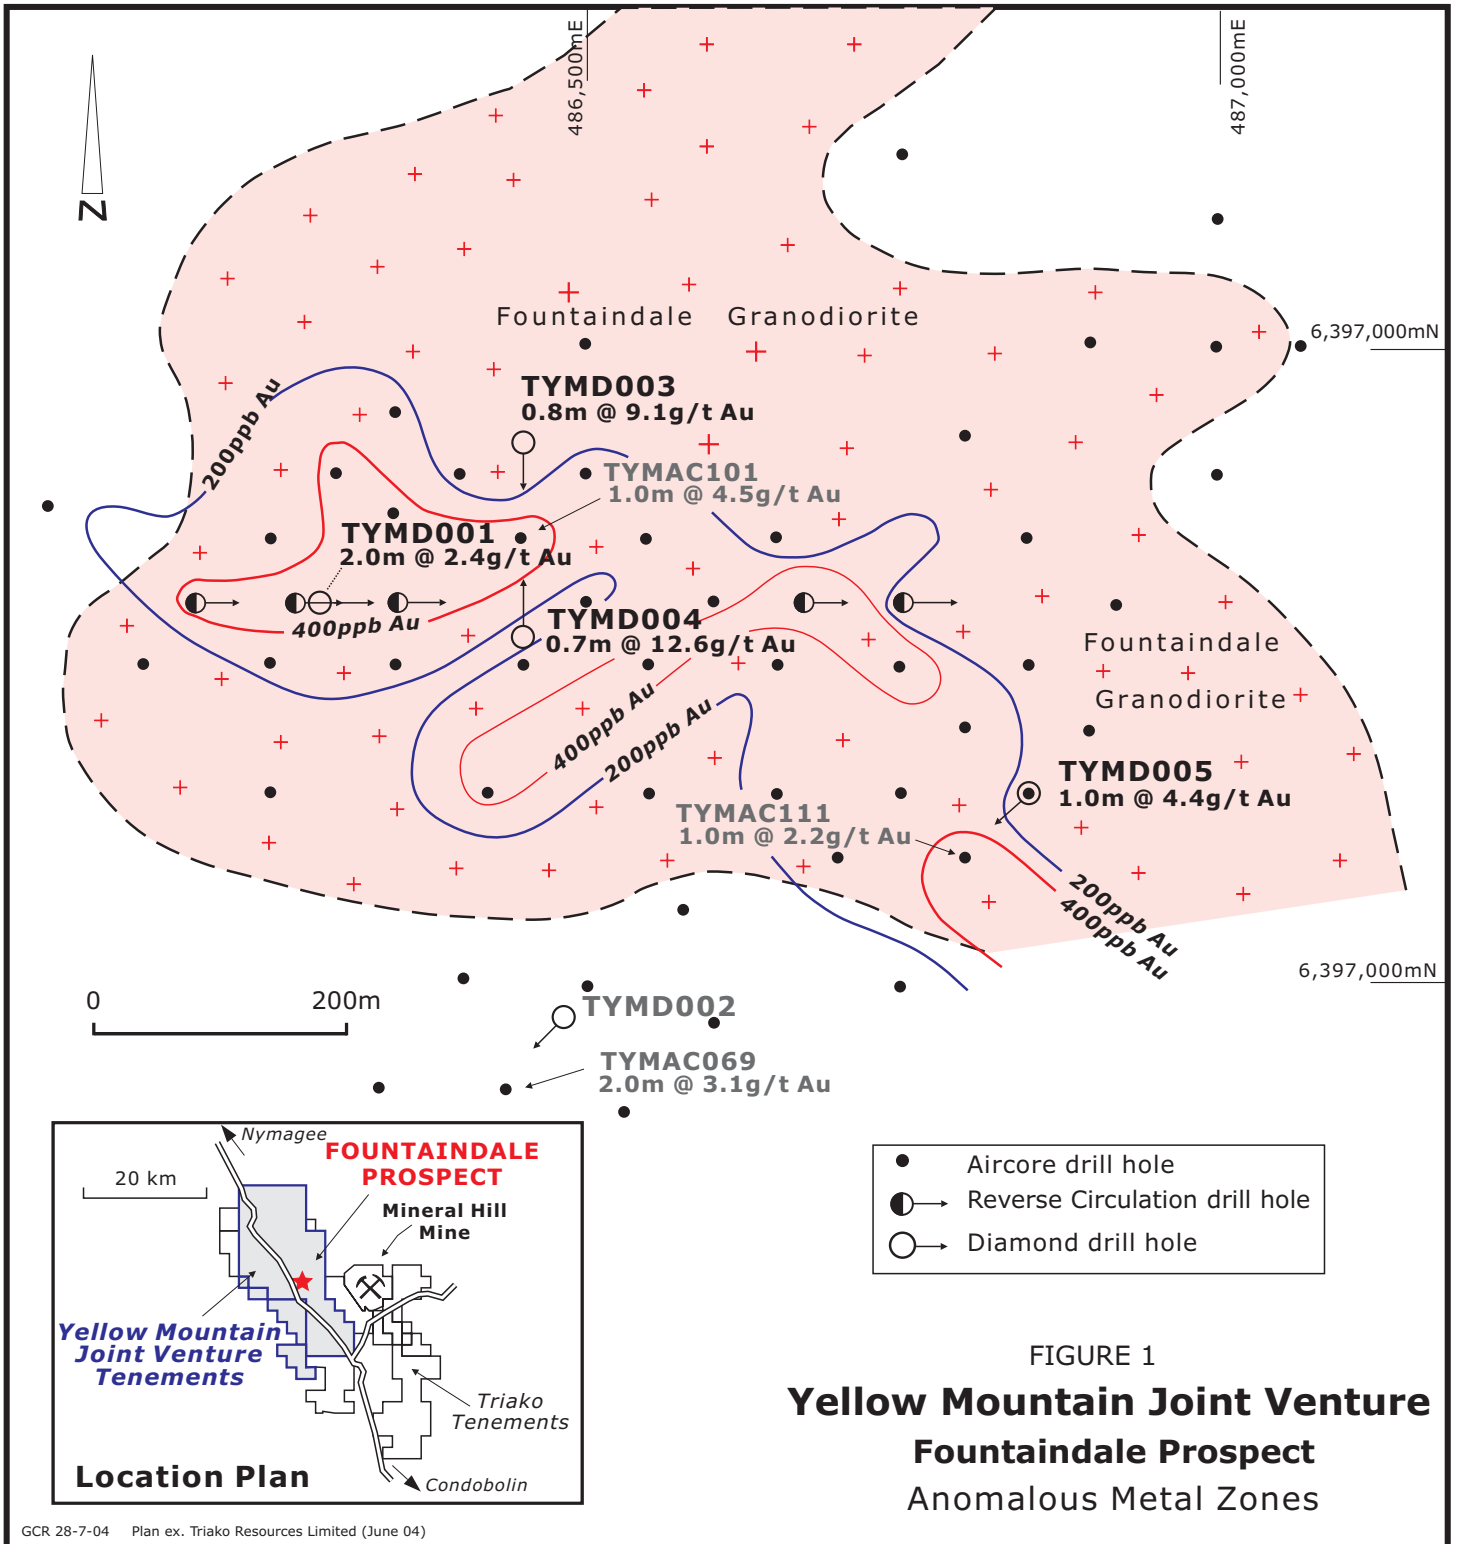 486,500mE
487,000mE
N
Fountaindale Granodiorite
6,397,000mN
200ppb Au
TYMD003
0.8m @ 9.1g/t Au
TYMAC101
1.0m @ 4.5g/t Au
TYMD001
2.0m @ 2.4g/t Au
400ppb Au
TYMD004
0.7m @ 12.6g/t Au
Fountaindale
Granodiorite
400ppb Au
200ppb Au
TYMD005
1.0m @ 4.4g/t Au
TYMAC111
1.0m @ 2.2g/t Au
200ppb Au
400ppb Au
6,397,000mN
0 200m
TYMD002
TYMAC069
2.0m @ 3.1g/t Au
Nymagee
FOUNTAINDALE
PROSPECT
20 km
Mineral Hill
Mine
Yellow Mountain
Joint Venture
Tenements
Triako
Tenements
Location Plan
Condobolin
Aircore drill hole
Reverse Circulation drill hole
Diamond drill hole
FIGURE 1
Yellow Mountain Joint Venture
Fountaindale Prospect
Anomalous Metal Zones
GCR 28-7-04 Plan ex. Triako Resources Limited (June 04)